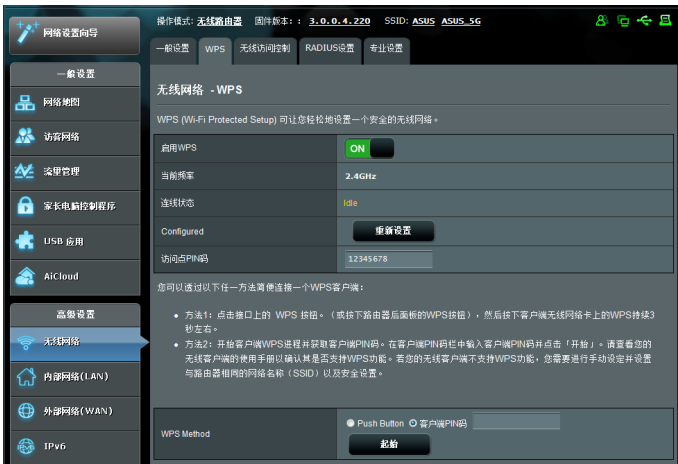 操作模式: 无线路由器 固件版本: : 3.0.0.4.220 SSID: ASUS ASUS_5G
网络设置向导
一般设置
网络地图
访客网络
流量管理
家长电脑控制程序
USB 应用
AiCloud
高级设置
无线网络
内部网络(LAN)
外部网络(WAN)
IPv6
一般设置 WPS 无线访问控制 RADIUS设置 专业设置
无线网络 - WPS
WPS (Wi-Fi Protected Setup) 可让您轻松地设置一个安全的无线网络。
启用WPS ON
当前频率 2.4GHz
连线状态 Idle
Configured 重新设置
访问点PIN码 12345678
您可以透过以下任一方法简便连接一个WPS客户端:
方法1: 点击接口上的 WPS 按钮。(或按下路由器后面板的WPS按钮), 然后按下客户端无线网络卡上的WPS持续3
秒左右。
方法2: 开始客户端WPS进程并获取客户端PIN码。在客户端PIN码栏中输入客户端PIN码并点击「开始」。请查看您的
无线客户端的使用手册以确认其是否支持WPS功能。若您的无线客户端不支持WPS功能, 您需要进行手动设定并设置
与路由器相同的网络名称 (SSID) 以及安全设置。
WPS Method Push Button 客户端PIN码
起始